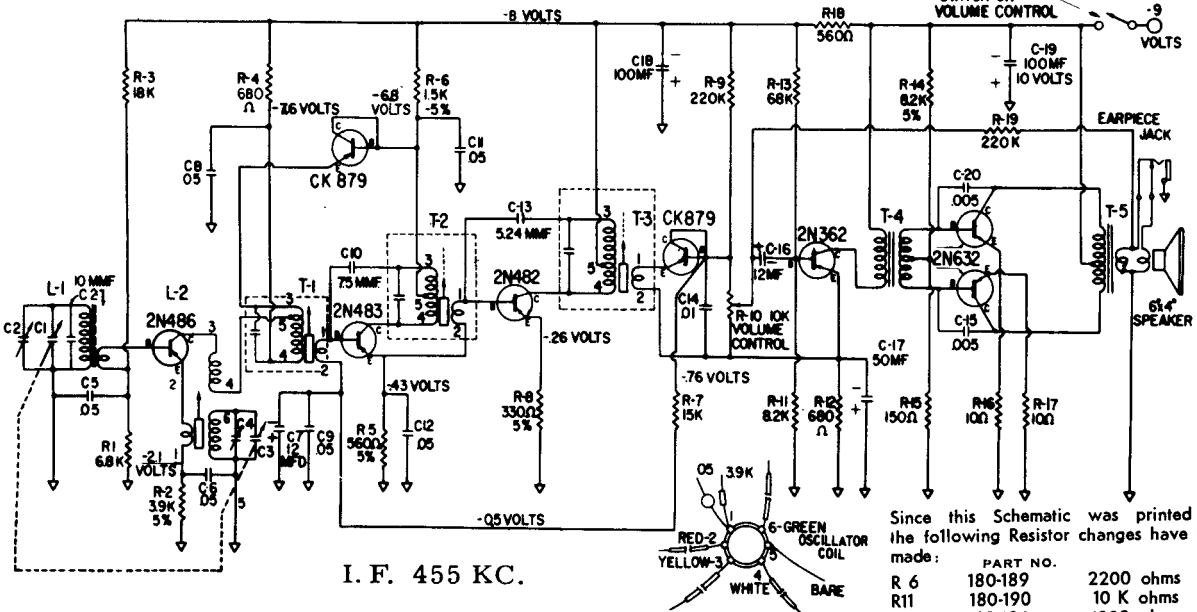 -8 VOLTS
R-18
560Ω
VOLUME CONTROL
-9
VOLTS
R-3
18K
R-4
680
Ω
-7.6 VOLTS
-6.8
VOLTS
R-6
1.5K
-5%
C18
100MF
R-9
220K
R-13
68K
R-14
8.2K
5%
C-19
100MF
10 VOLTS
R-19
220K
EARPIECE
JACK
C8
.05
C
B
E
CK 879
C11
.05
C-13
5.24 MMF
T-2
T-3
CK879
C-16
.12MF
2N362
T-4
C-20
.005
2N632
C-15
.005
T-5
6"x4"
SPEAKER
L-1
10 MMF
C2
C1
C 21
L-2
2N486
T-1
C10
75 MMF
2N483
2N482
C14
.01
R-10 10K
VOLUME
CONTROL
C-17
50MF
-.26 VOLTS
-.43 VOLTS
-.76 VOLTS
C5
.05
R1
6.8K
-2.1
VOLTS
R-2
3.9K
5%
C-6
.05
C4
C3
C7
12
MFD
C9
.05
R 5
560Ω
5%
C12
.05
R-8
330Ω
5%
R-7
15K
R-11
8.2K
R-12
680
Ω
R-15
150Ω
R-16
10Ω
R-17
10Ω
-0.5 VOLTS
I. F. 455 KC.
.05
3.9K
1
6-GREEN
OSCILLATOR
COIL
RED-2
YELLOW-3
5
4
WHITE
BARE
Since this Schematic was printed
the following Resistor changes have
made:
PART NO.
R 6 180-189 2200 ohms
R11 180-190 10 K ohms